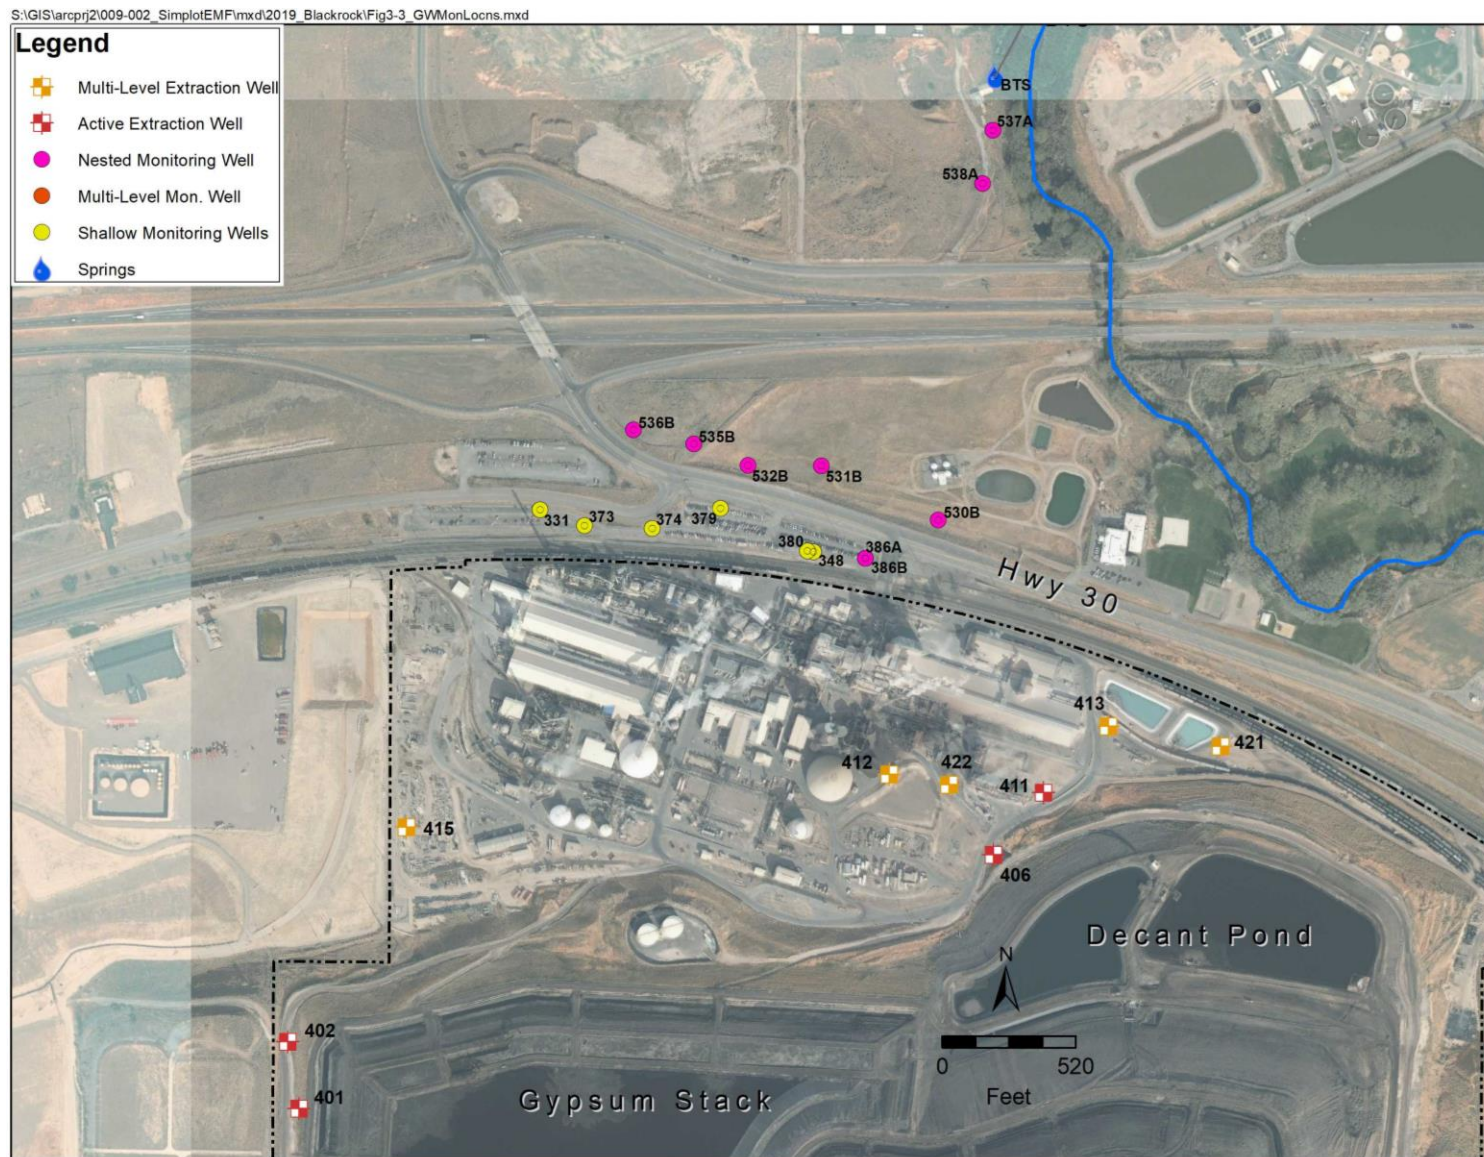 S:\GIS\arcprj2\009-002_SimplotEMF\mxd\2019_Blackrock\Fig3-3_GWMonLocns.mxd
Legend
Multi-Level Extraction Well
Active Extraction Well
Nested Monitoring Well
Multi-Level Mon. Well
Shallow Monitoring Wells
Springs
BTS
537A
538A
536B
535B
532B
531B
530B
331
373
374
379
380
348
386A
386B
Hwy 30
413
421
412
422
411
415
406
Decant Pond
N
402
401
0 520
Feet
Gypsum Stack